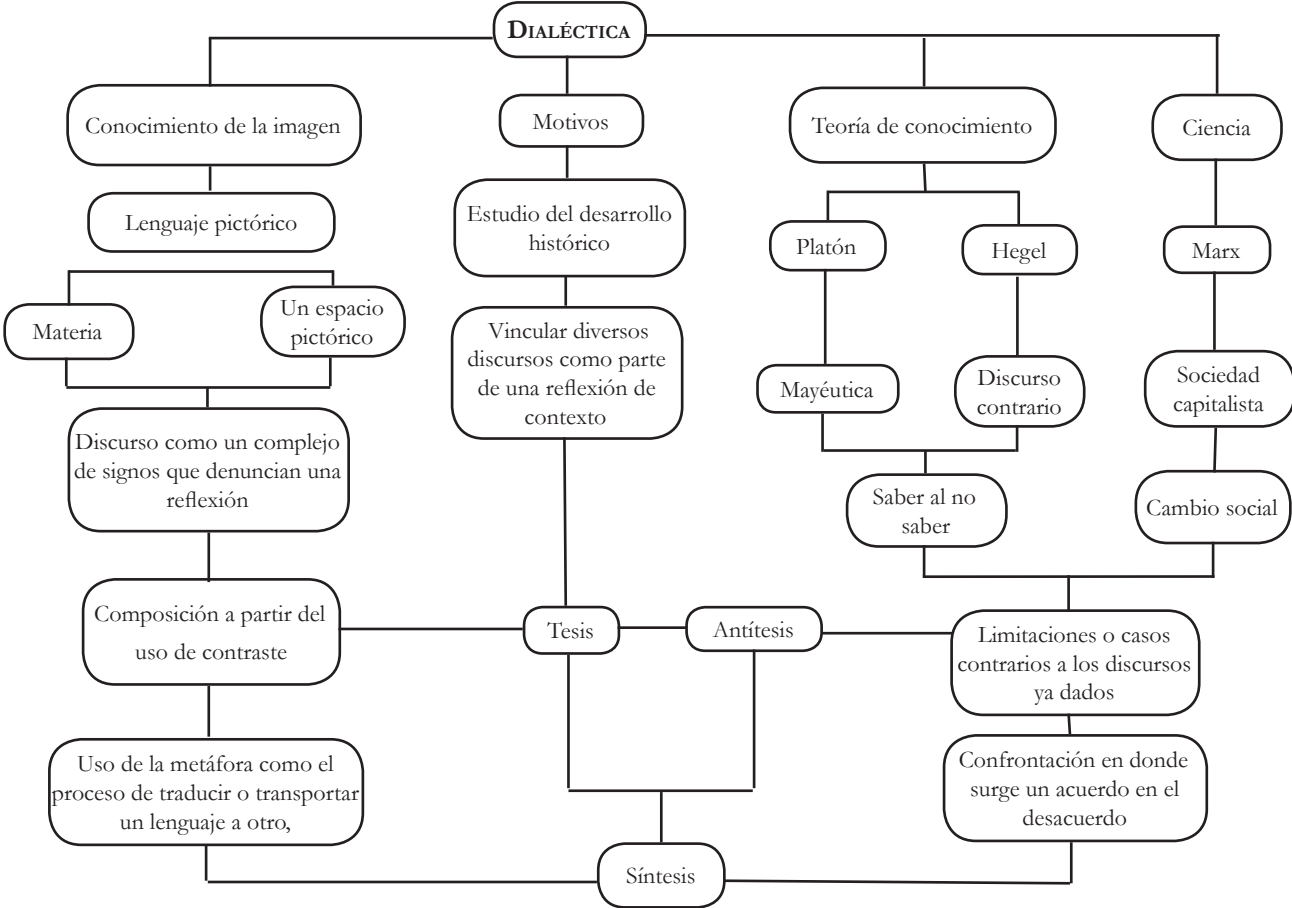 DIALÉCTICA
Conocimiento de la imagen
Motivos
Teoría de conocimiento
Ciencia
Lenguaje pictórico
Estudio del desarrollo
histórico
Platón
Hegel
Marx
Materia
Un espacio
pictórico
Vincular diversos
discursos como parte
de una reflexión de
contexto
Mayéutica
Discurso
contrario
Sociedad
capitalista
Discurso como un complejo
de signos que denuncian una
reflexión
Saber al no
saber
Cambio social
Composición a partir del
uso de contraste
Tesis
Antítesis
Limitaciones o casos
contrarios a los discursos
ya dados
Uso de la metáfora como el
proceso de traducir o transportar
un lenguaje a otro,
Confrontación en donde
surge un acuerdo en el
desacuerdo
Síntesis